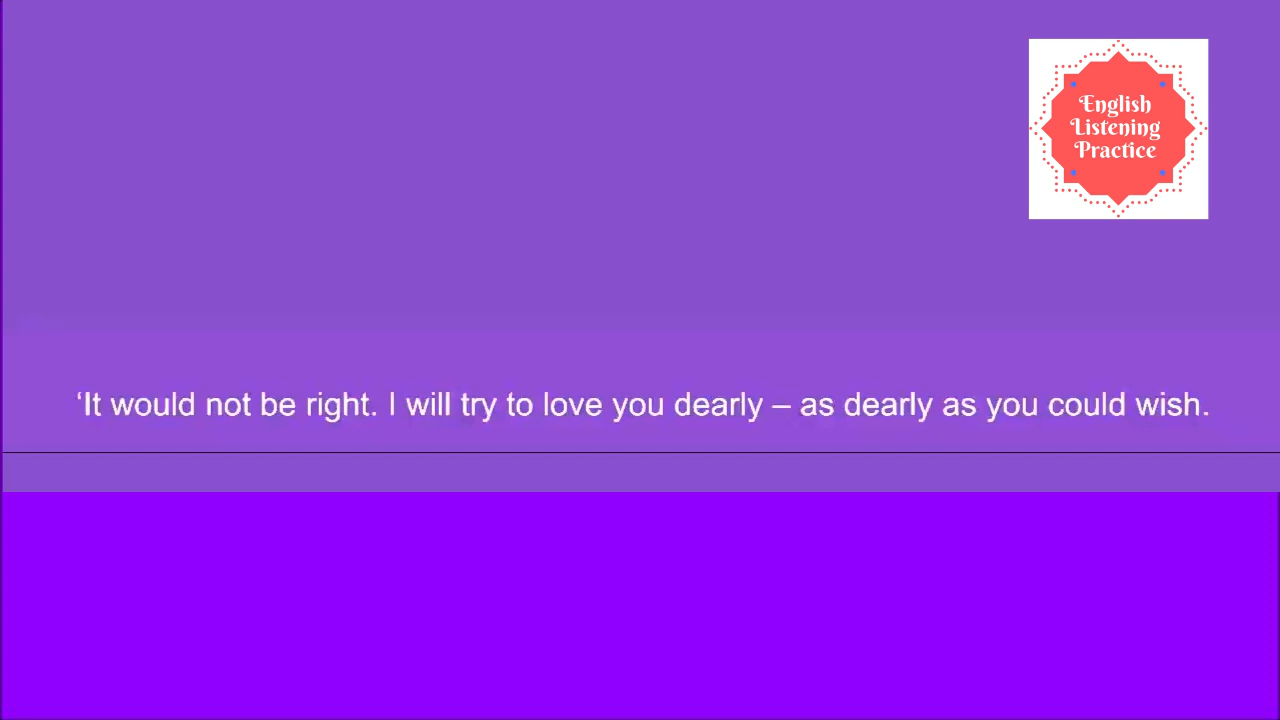 English
Listening
Practice
‘It would not be right. I will try to love you dearly – as dearly as you could wish.